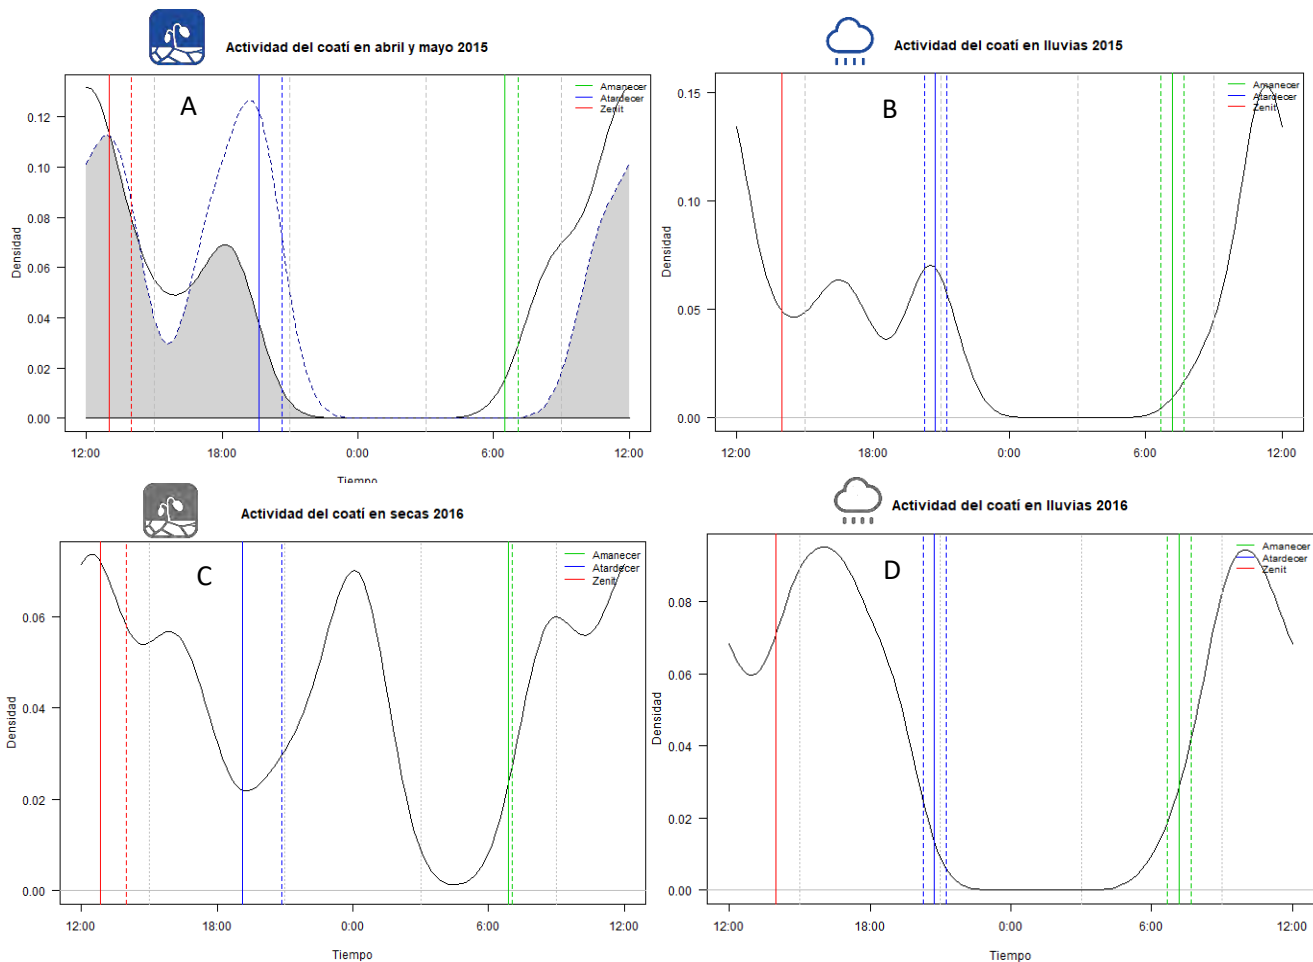 Actividad del coatí en abril y mayo 2015
A
Amanecer
Atardecer
Zenit
Densidad
0.12
0.10
0.08
0.06
0.04
0.02
0.00
12:00 18:00 0:00 6:00 12:00
Tiempo
Actividad del coatí en lluvias 2015
B
Amanecer
Atardecer
Zenit
Densidad
0.15
0.10
0.05
0.00
12:00 18:00 0:00 6:00 12:00
Actividad del coatí en secas 2016
C
Amanecer
Atardecer
Zenit
Densidad
0.06
0.04
0.02
0.00
12:00 18:00 0:00 6:00 12:00
Tiempo
Actividad del coatí en lluvias 2016
D
Amanecer
Atardecer
Zenit
Densidad
0.08
0.06
0.04
0.02
0.00
12:00 18:00 0:00 6:00 12:00
Tiempo